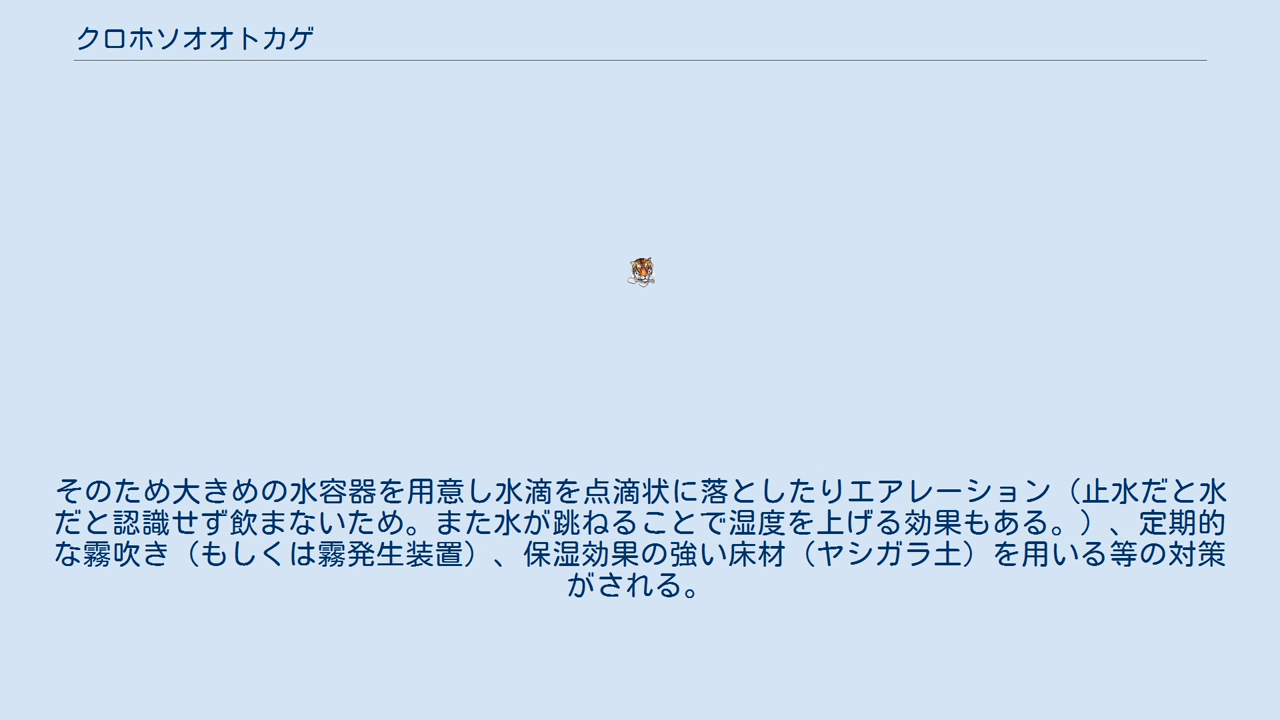 クロホソオオトカゲ
そのため大きめの水容器を用意し水滴を点滴状に落としたりエアレーション（止水だと水
だと認識せず飲まないため。また水が跳ねることで湿度を上げる効果もある。）、定期的
な霧吹き（もしくは霧発生装置）、保湿効果の強い床材（ヤシガラ土）を用いる等の対策
がされる。